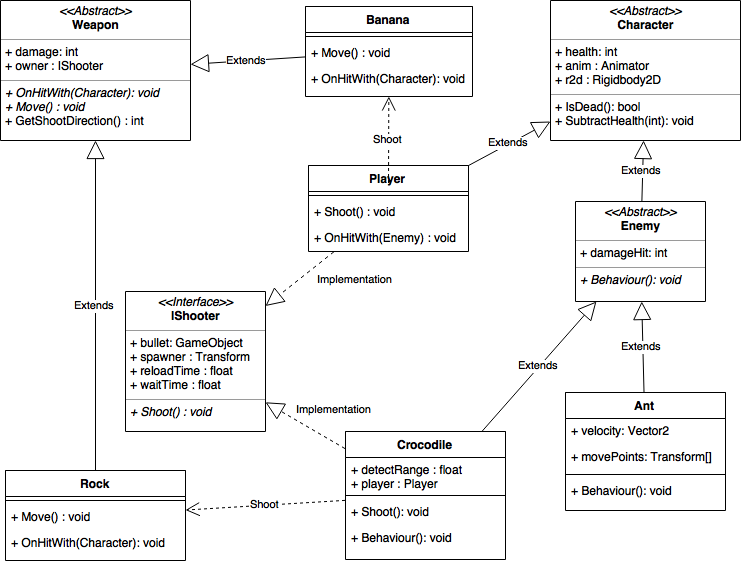 <<Abstract>>
Weapon
+ damage: int
+ owner : IShooter
+ OnHitWith(Character): void
+ Move() : void
+ GetShootDirection() : int
Extends
Banana
+ Move() : void
+ OnHitWith(Character): void
<<Abstract>>
Character
+ health: int
+ anim : Animator
+ r2d : Rigidbody2D
+ IsDead(): bool
+ SubtractHealth(int): void
Shoot
Extends
Extends
Player
+ Shoot() : void
+ OnHitWith(Enemy) : void
<<Abstract>>
Enemy
+ damageHit: int
+ Behaviour(): void
Implementation
Extends
<<Interface>>
IShooter
+ bullet: GameObject
+ spawner : Transform
+ reloadTime : float
+ waitTime : float
+ Shoot() : void
Extends
Extends
Implementation
Ant
+ velocity: Vector2
+ movePoints: Transform[]
+ Behaviour(): void
Crocodile
+ detectRange : float
+ player : Player
+ Shoot(): void
+ Behaviour(): void
Shoot
Rock
+ Move() : void
+ OnHitWith(Character): void